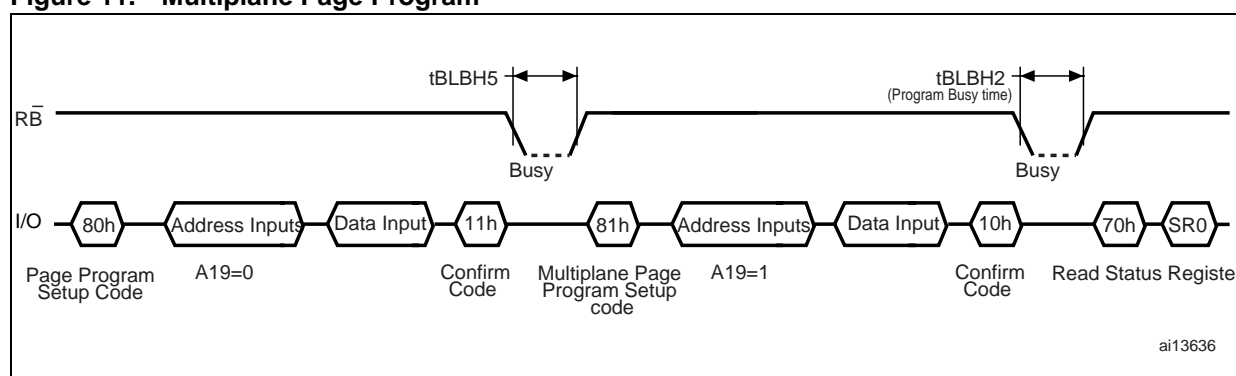 Figure 11. Multiplane Page Program
tBLBH5
tBLBH2
(Program Busy time)
RB̅
Busy
Busy
I/O
80h
Address Inputs
Data Input
11h
81h
Address Inputs
Data Input
10h
70h
SR0
Page Program
Setup Code
A19=0
Confirm
Code
Multiplane Page
Program Setup
code
A19=1
Confirm
Code
Read Status Registe
ai13636